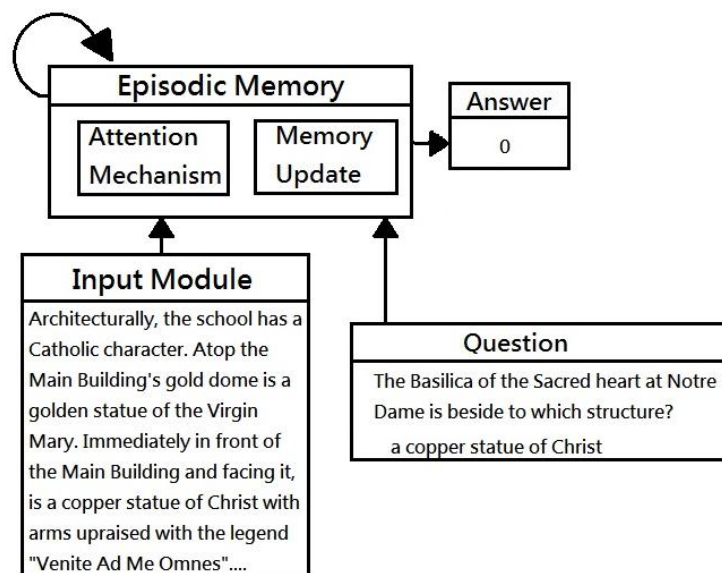 Episodic Memory
Attention
Mechanism
Memory
Update
Answer
0
Input Module
Architecturally, the school has a
Catholic character. Atop the
Main Building's gold dome is a
golden statue of the Virgin
Mary. Immediately in front of
the Main Building and facing it,
is a copper statue of Christ with
arms upraised with the legend
"Venite Ad Me Omnes"....
Question
The Basilica of the Sacred heart at Notre
Dame is beside to which structure?
a copper statue of Christ